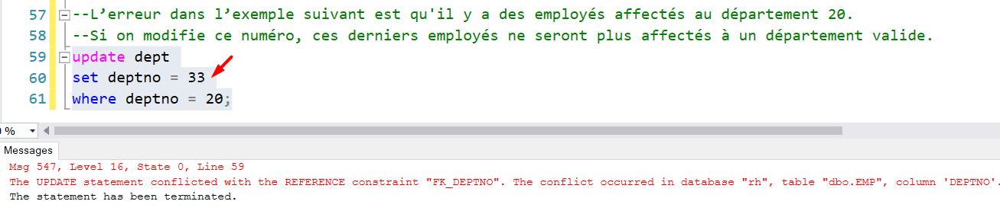 57 --L’erreur dans l’exemple suivant est qu'il y a des employés affectés au département 20.
58 --Si on modifie ce numéro, ces derniers employés ne seront plus affectés à un département valide.
59 update dept
60 set deptno = 33
61 where deptno = 20;
%
Messages
Msg 547, Level 16, State 0, Line 59
The UPDATE statement conflicted with the REFERENCE constraint "FK_DEPTNO". The conflict occurred in database "rh", table "dbo.EMP", column 'DEPTNO'.
The statement has been terminated.